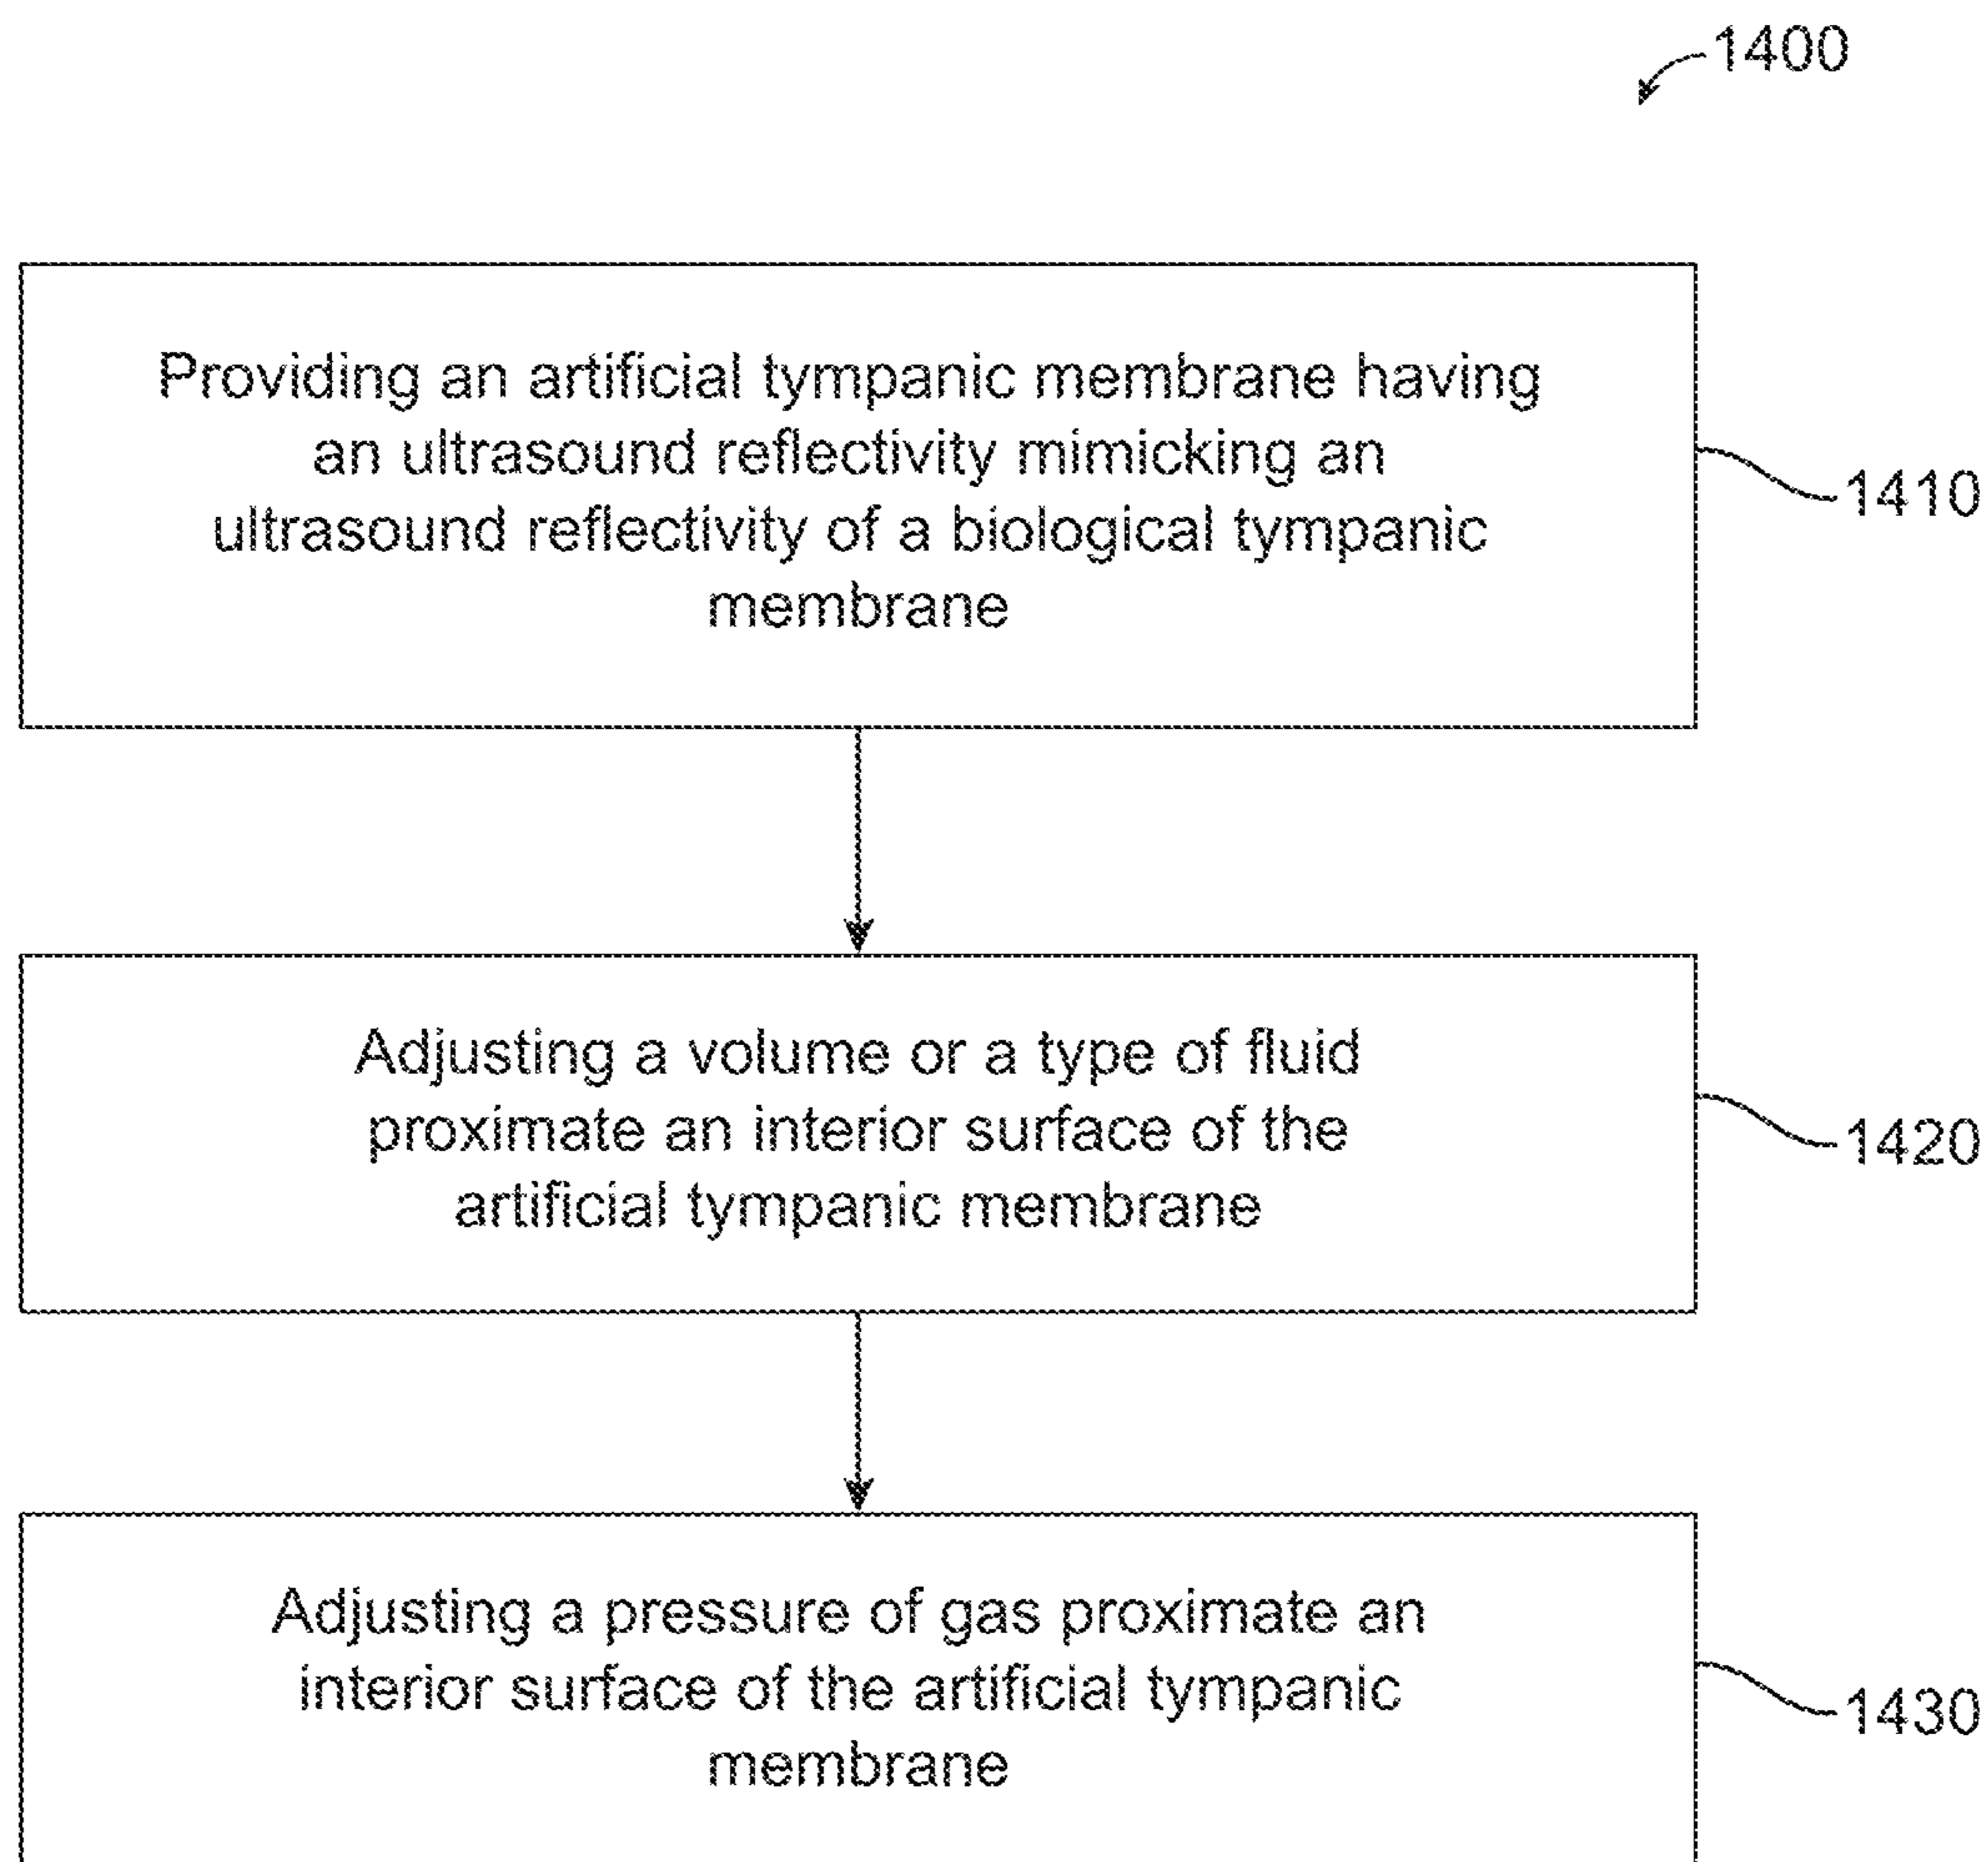 1400
Providing an artificial tympanic membrane having
an ultrasound reflectivity mimicking an
ultrasound reflectivity of a biological tympanic
membrane
1410
Adjusting a volume or a type of fluid
proximate an interior surface of the
artificial tympanic membrane
1420
Adjusting a pressure of gas proximate an
interior surface of the artificial tympanic
membrane
1430